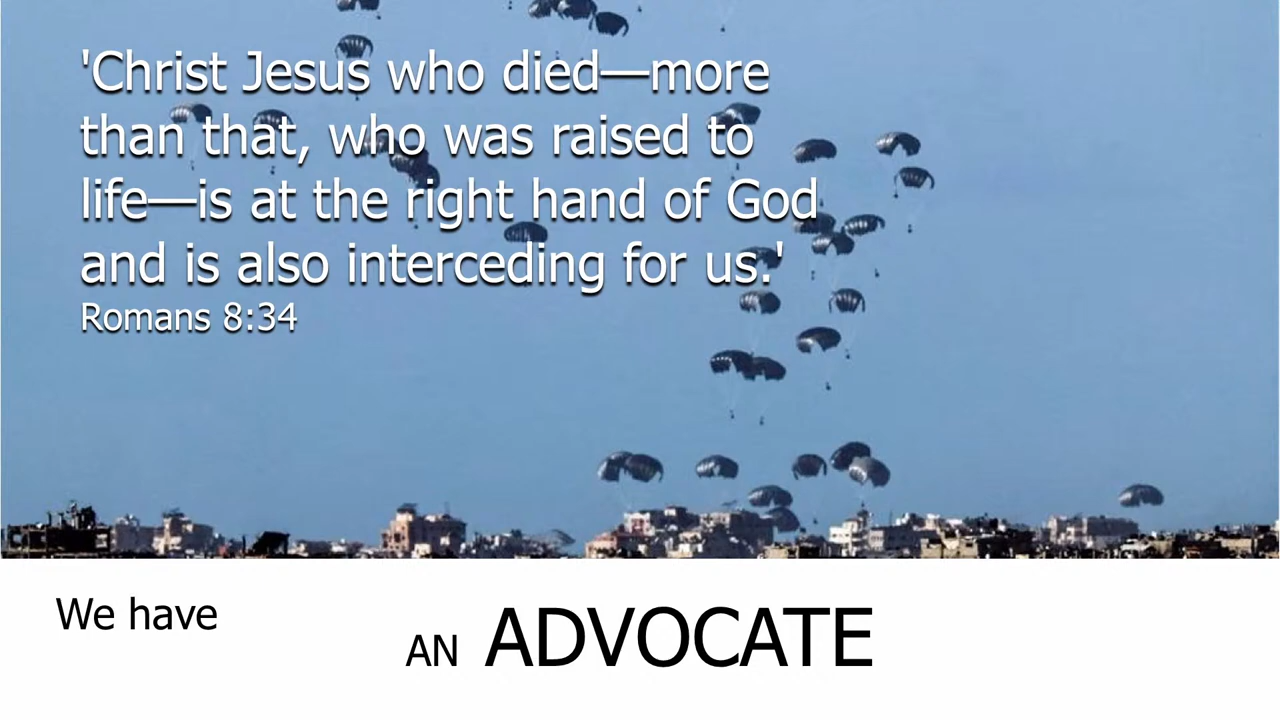 'Christ Jesus who died—more
than that, who was raised to
life—is at the right hand of God
and is also interceding for us.'
Romans 8:34
We have
AN ADVOCATE